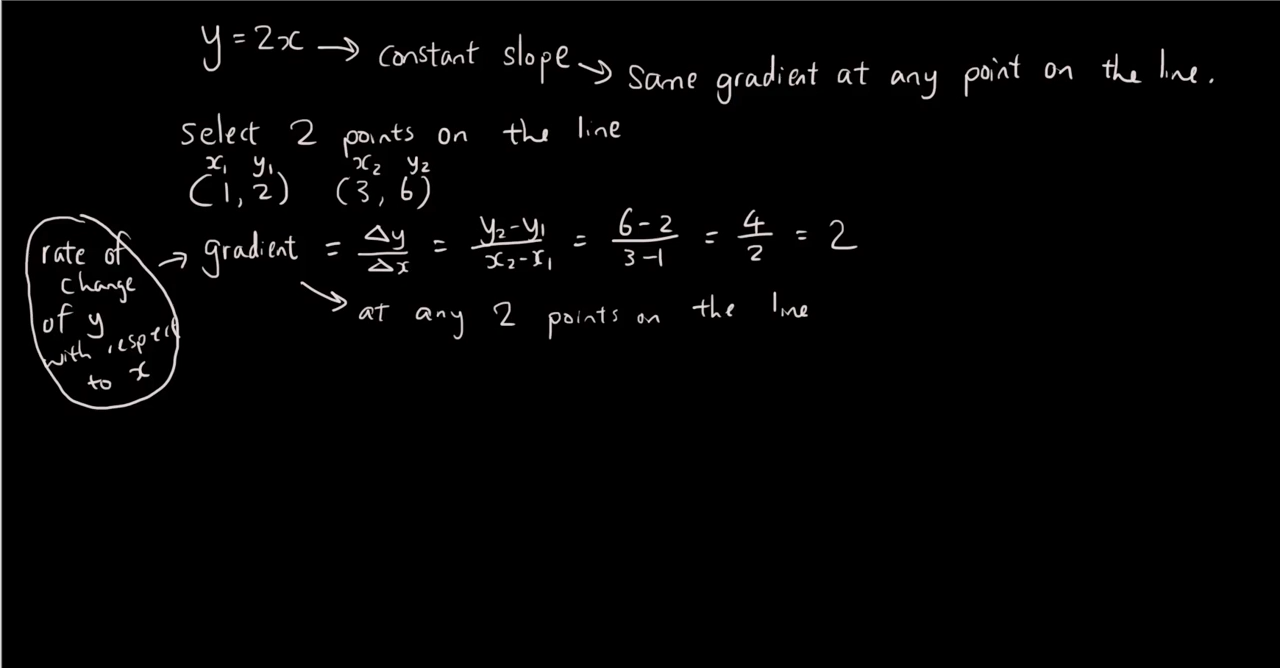 y = 2x → constant slope → Same gradient at any point on the line.
Select 2 points on the line
x₁ y₁ x₂ y₂
(1, 2) (3, 6)
rate of
change
of y
with respect
to x
→ gradient = Δy/Δx = (y₂-y₁)/(x₂-x₁) = (6-2)/(3-1) = 4/2 = 2
→ at any 2 points on the line